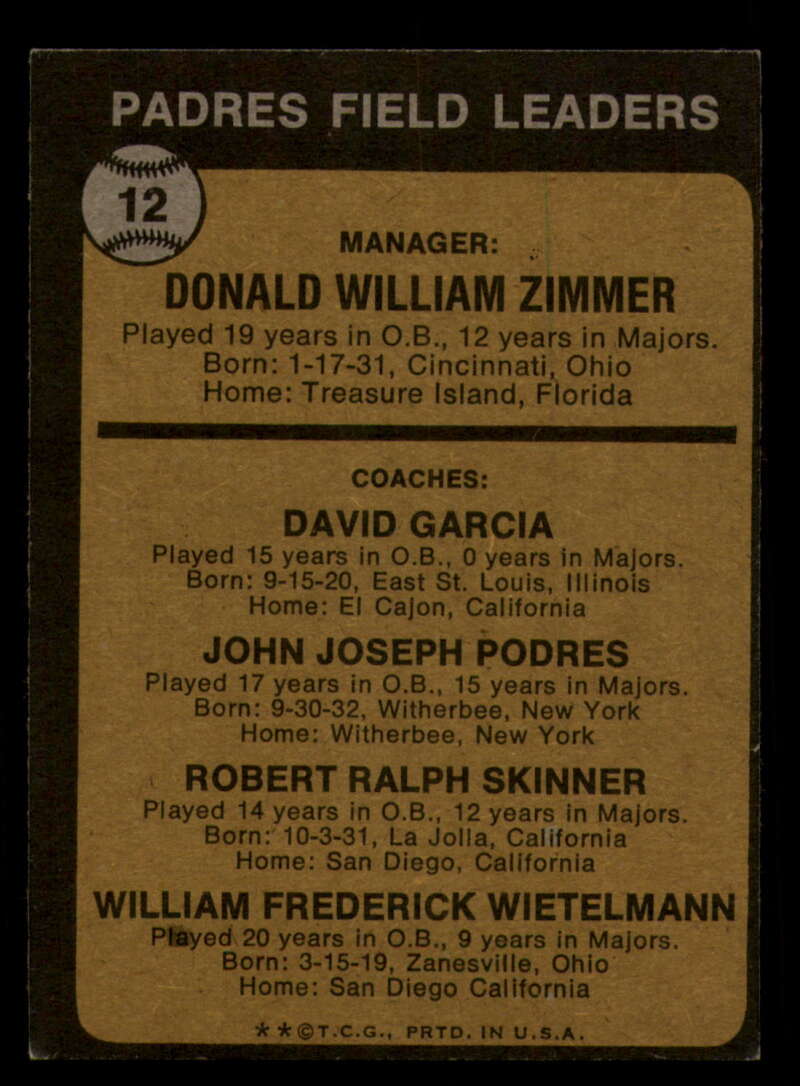 PADRES FIELD LEADERS
12
MANAGER:
DONALD WILLIAM ZIMMER
Played 19 years in O.B., 12 years in Majors.
Born: 1-17-31, Cincinnati, Ohio
Home: Treasure Island, Florida
COACHES:
DAVID GARCIA
Played 15 years in O.B., 0 years in Majors.
Born: 9-15-20, East St. Louis, Illinois
Home: El Cajon, California
JOHN JOSEPH PODRES
Played 17 years in O.B., 15 years in Majors.
Born: 9-30-32, Witherbee, New York
Home: Witherbee, New York
ROBERT RALPH SKINNER
Played 14 years in O.B., 12 years in Majors.
Born: 10-3-31, La Jolla, California
Home: San Diego, California
WILLIAM FREDERICK WIETELMANN
Played 20 years in O.B., 9 years in Majors.
Born: 3-15-19, Zanesville, Ohio
Home: San Diego California
* * © T.C.G., PRTD. IN U.S.A.